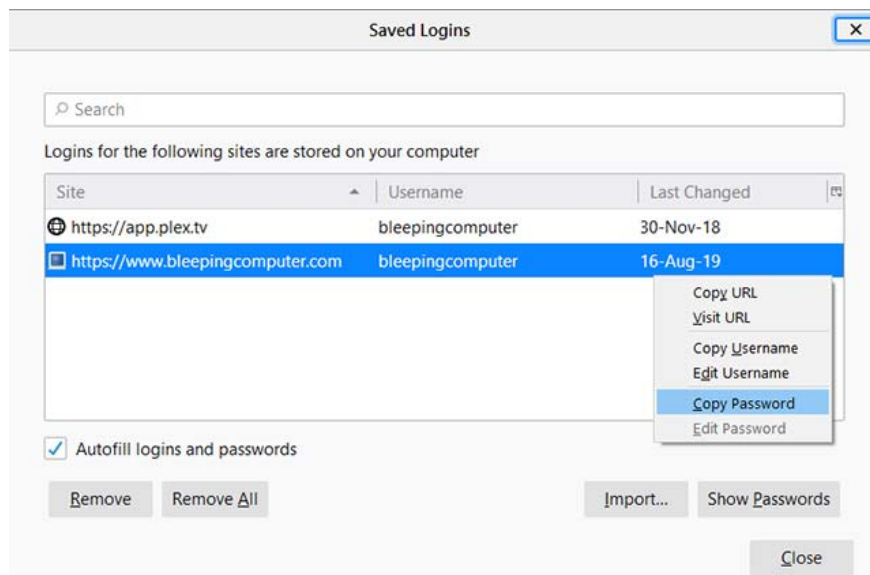 Saved Logins
Search
Logins for the following sites are stored on your computer
Site Username Last Changed
https://app.plex.tv bleepingcomputer 30-Nov-18
https://www.bleepingcomputer.com bleepingcomputer 16-Aug-19
Copy URL
Visit URL
Copy Username
Edit Username
Copy Password
Edit Password
Autofill logins and passwords
Remove Remove All Import... Show Passwords
Close